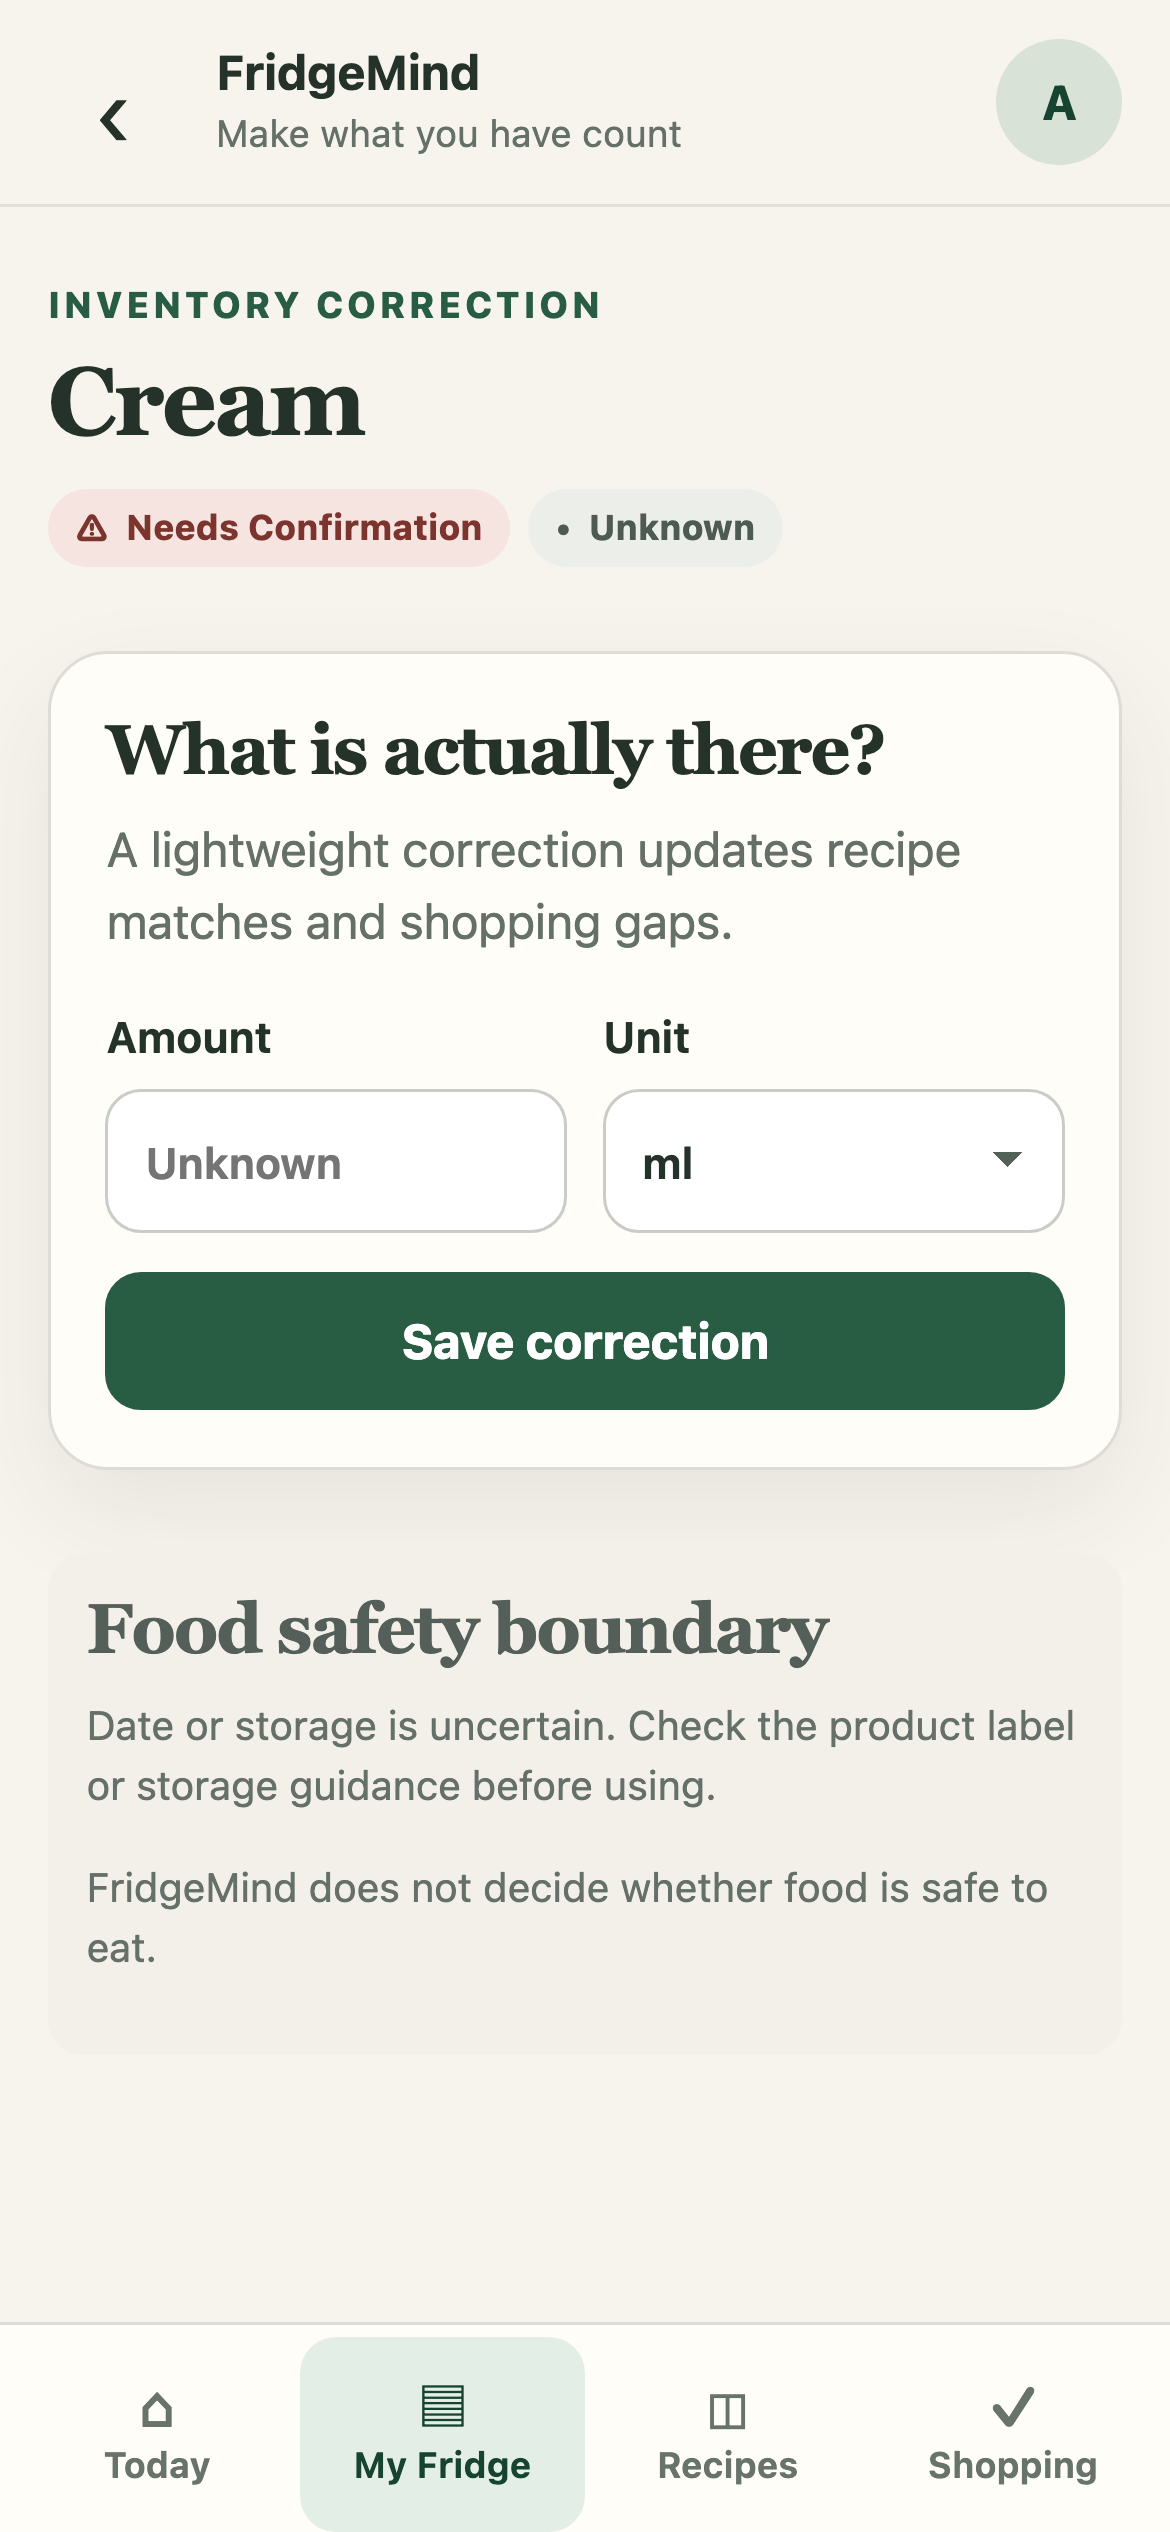 FridgeMind
Make what you have count
A
INVENTORY CORRECTION
Cream
Needs Confirmation
• Unknown
What is actually there?
A lightweight correction updates recipe
matches and shopping gaps.
Amount
Unit
Unknown
ml
Save correction
Food safety boundary
Date or storage is uncertain. Check the product label
or storage guidance before using.
FridgeMind does not decide whether food is safe to
eat.
Today
My Fridge
Recipes
Shopping